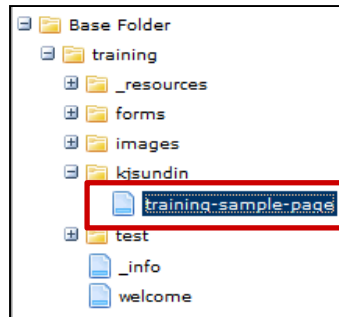 Base Folder
training
_resources
forms
images
kjsundin
training-sample-page
test
_info
welcome